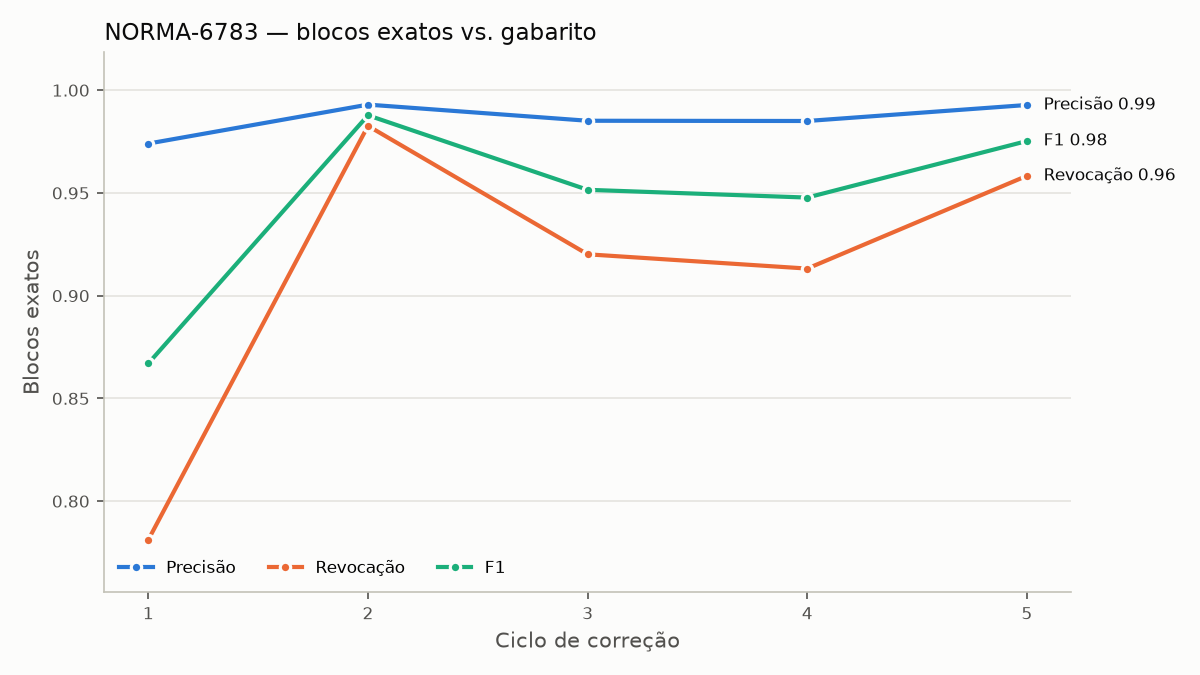 NORMA-6783 — blocos exatos vs. gabarito
Blocos exatos
1.00
0.95
0.90
0.85
0.80
Precisão 0.99
F1 0.98
Revocação 0.96
Precisão
Revocação
F1
1
2
3
4
5
Ciclo de correção